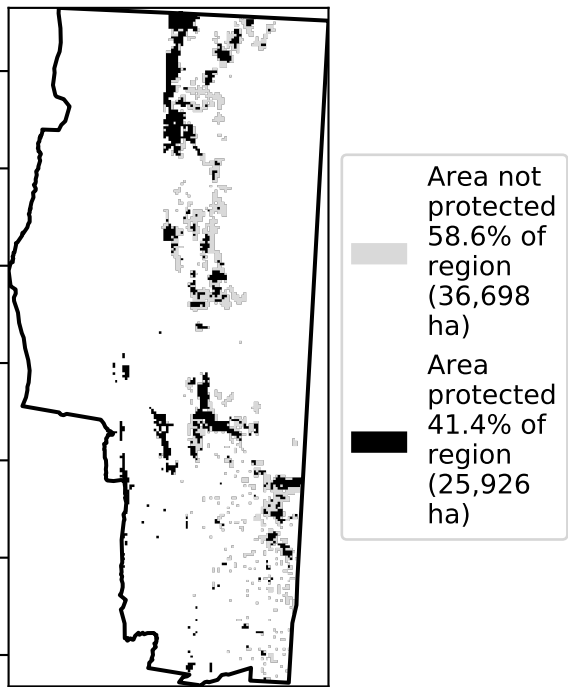 Area not
protected
58.6% of
region
(36,698
ha)
Area
protected
41.4% of
region
(25,926
ha)